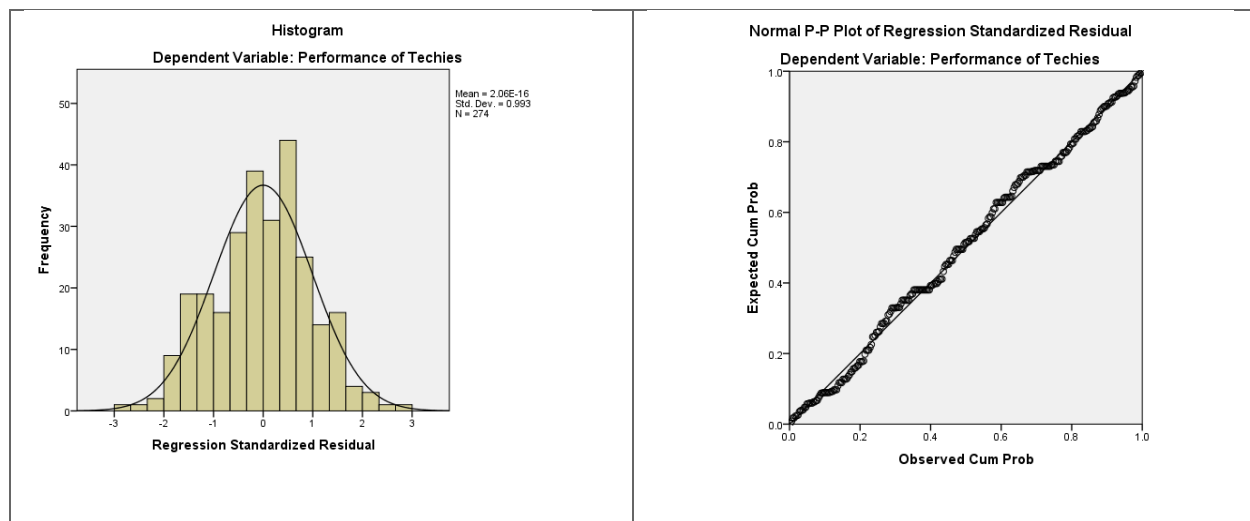 Histogram
Dependent Variable: Performance of Techies
Mean = 2.06E-16
Std. Dev. = 0.993
N = 274
50
40
30
20
10
0
Frequency
-3 -2 -1 0 1 2 3
Regression Standardized Residual
Normal P-P Plot of Regression Standardized Residual
Dependent Variable: Performance of Techies
1.0
0.8
0.6
0.4
0.2
0.0
Expected Cum Prob
0.0 0.2 0.4 0.6 0.8 1.0
Observed Cum Prob